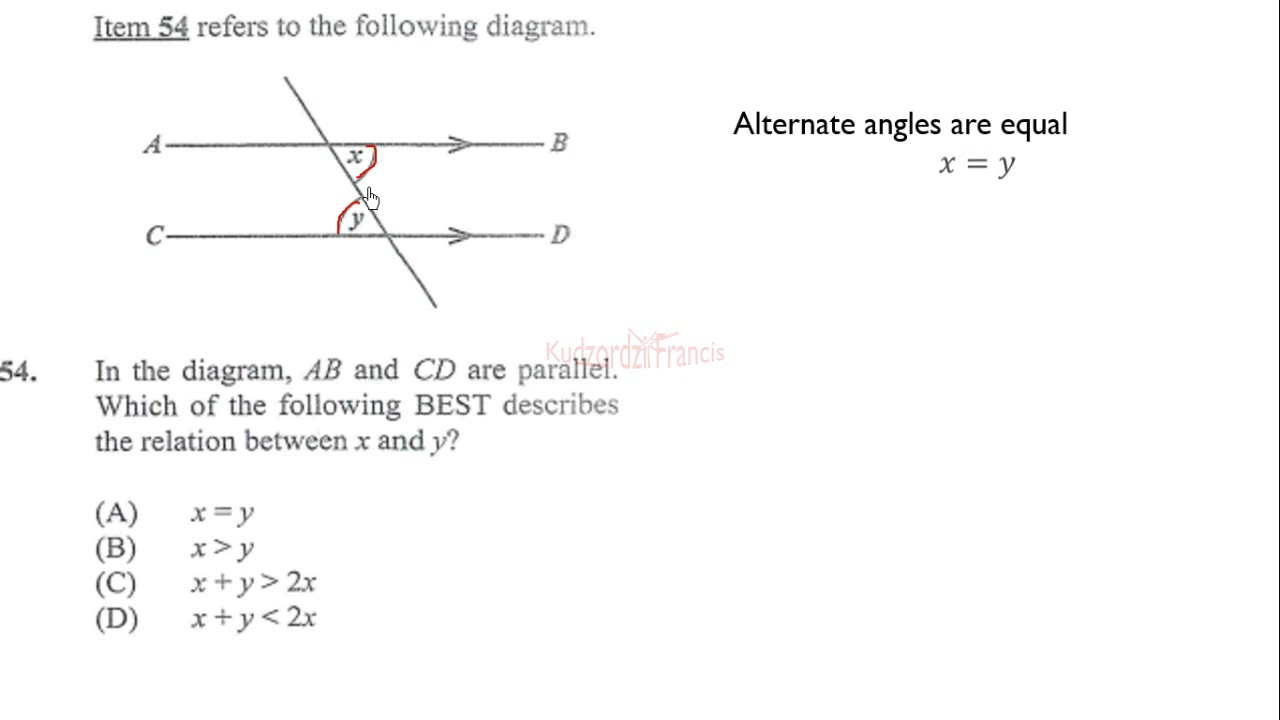 Item 54 refers to the following diagram.
Alternate angles are equal
x = y
A
B
x
y
C
D
Kudzordzi Francis
54. In the diagram, AB and CD are parallel.
Which of the following BEST describes
the relation between x and y?
(A) x = y
(B) x > y
(C) x + y > 2x
(D) x + y < 2x